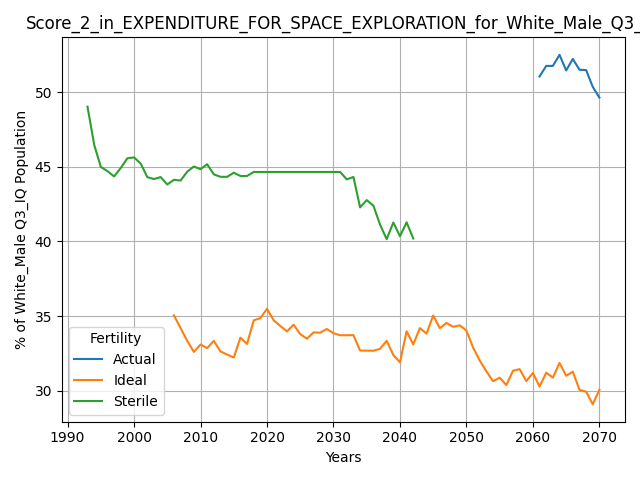 Score_2_in_EXPENDITURE_FOR_SPACE_EXPLORATION_for_White_Male_Q3_
% of White_Male Q3_IQ Population
50
45
40
35
30
Fertility
Actual
Ideal
Sterile
1990 2000 2010 2020 2030 2040 2050 2060 2070
Years